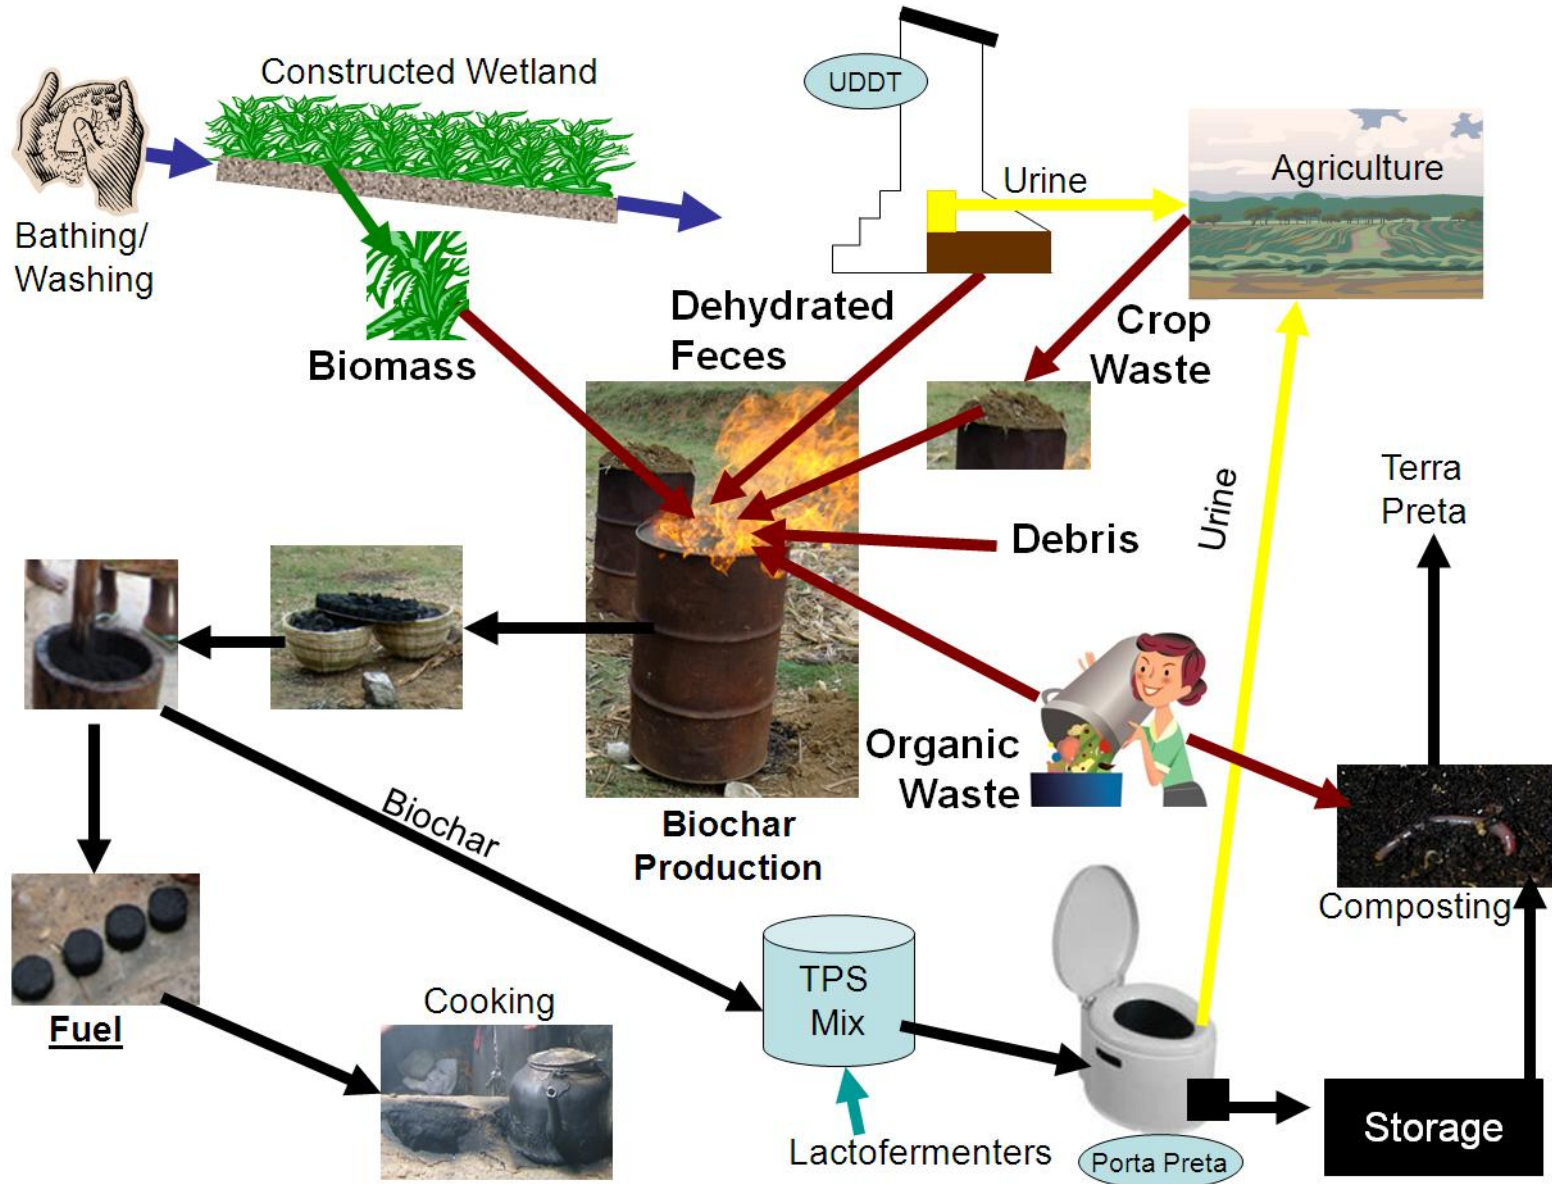 Constructed Wetland
UDDT
Bathing/
Washing
Urine
Agriculture
Biomass
Dehydrated
Feces
Crop
Waste
Urine
Terra
Preta
Debris
Organic
Waste
Biochar
Biochar
Production
Composting
Fuel
Cooking
TPS
Mix
Lactofermenters
Porta Preta
Storage